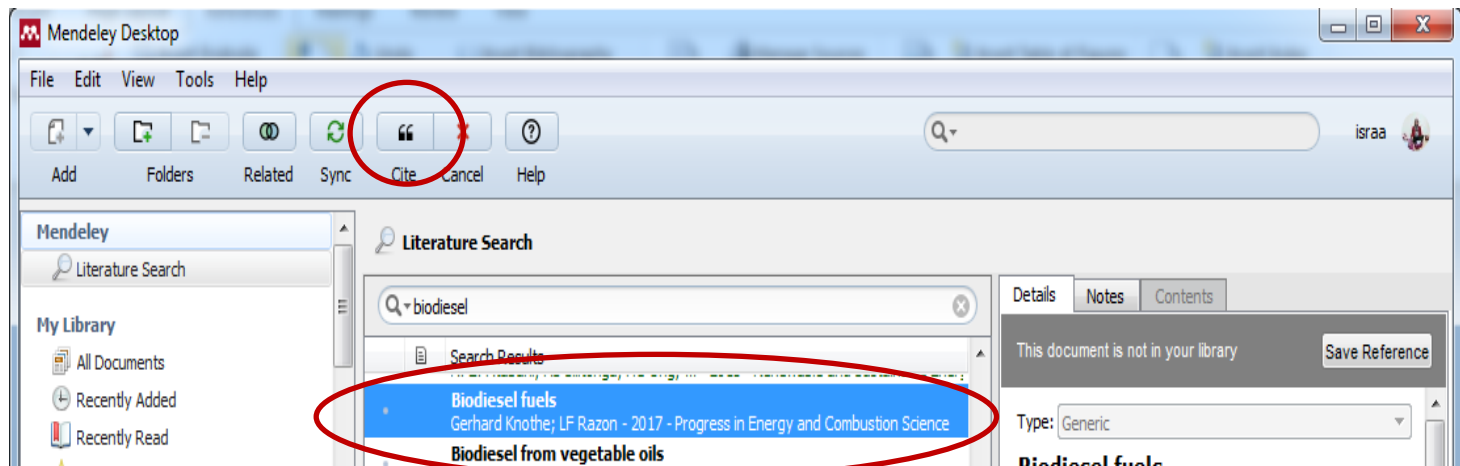 Mendeley Desktop
File Edit View Tools Help
israa
Add Folders Related Sync Cite Cancel Help
Mendeley
Literature Search
My Library
All Documents
Recently Added
Recently Read
Literature Search
biodiesel
Search Results
Biodiesel fuels
Gerhard Knothe; LF Razon - 2017 - Progress in Energy and Combustion Science
Biodiesel from vegetable oils
Details Notes Contents
This document is not in your library Save Reference
Type: Generic
Biodiesel fuels